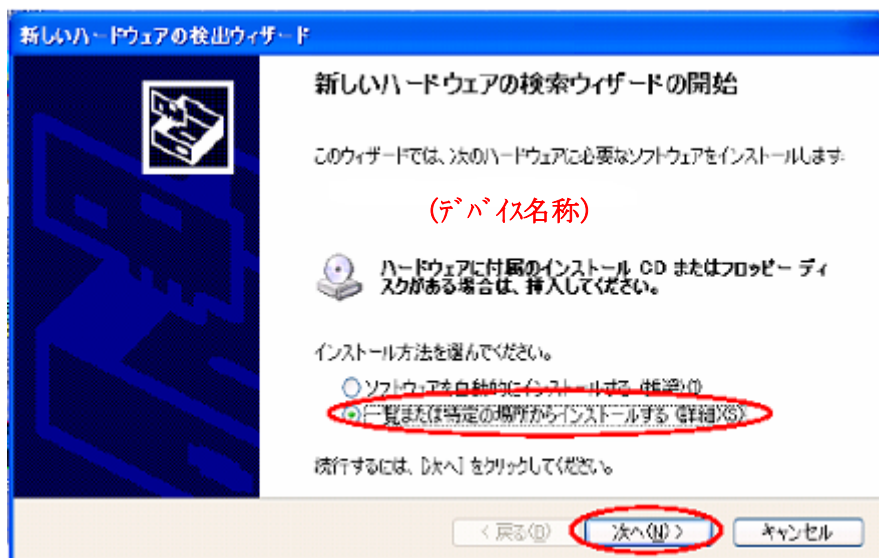 新しいハードウェアの検出ウィザード
新しいハードウェアの検索ウィザードの開始
このウィザードでは、次のハードウェアに必要なソフトウェアをインストールします:
(デバイス名称)
ハードウェアに付属のインストール CD またはフロッピー ディ
スクがある場合は、挿入してください。
インストール方法を選んでください。
ソフトウェアを自動的にインストールする (推奨)(I)
一覧または特定の場所からインストールする (詳細)(S)
続行するには、[次へ] をクリックしてください。
< 戻る(B)
次へ(N) >
キャンセル